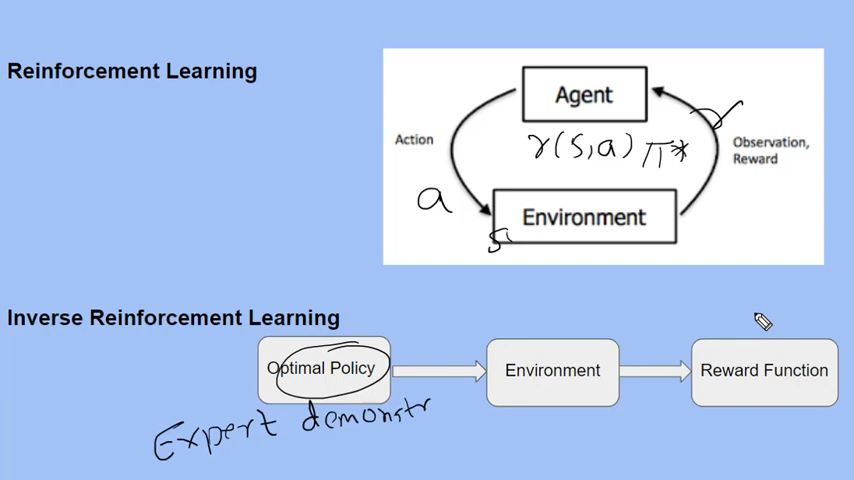 Reinforcement Learning
Agent
Action
r(s,a) π*
Observation,
Reward
a
Environment
s'
Inverse Reinforcement Learning
Optimal Policy
Environment
Reward Function
Expert demonstr